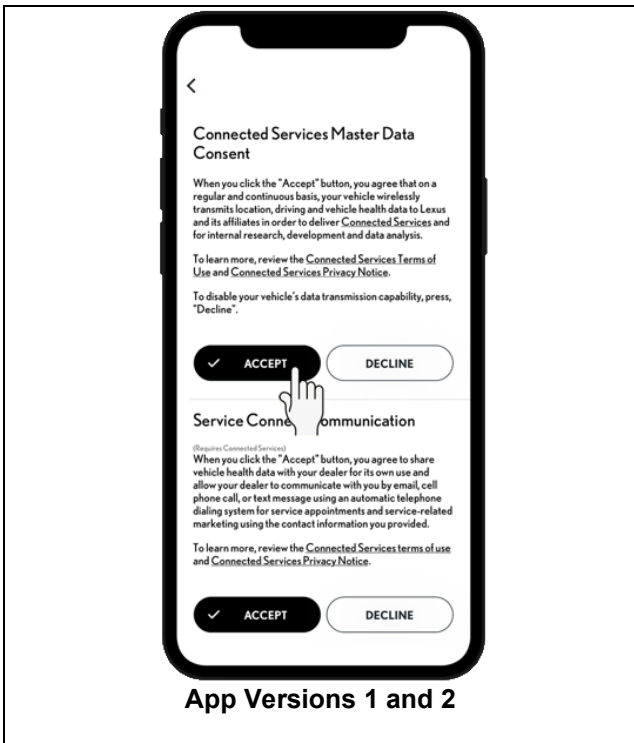 Connected Services Master Data
Consent
When you click the "Accept" button, you agree that on a
regular and continuous basis, your vehicle wirelessly
transmits location, driving and vehicle health data to Lexus
and its affiliates in order to deliver Connected Services and
for internal research, development and data analysis.
To learn more, review the Connected Services Terms of
Use and Connected Services Privacy Notice.
To disable your vehicle's data transmission capability, press,
"Decline".
ACCEPT DECLINE
Service Conne ommunication
(Requires Connected Services)
When you click the "Accept" button, you agree to share
vehicle health data with your dealer for its own use and
allow your dealer to communicate with you by email, cell
phone call, or text message using an automatic telephone
dialing system for service appointments and service-related
marketing using the contact information you provided.
To learn more, review the Connected Services terms of use
and Connected Services Privacy Notice.
ACCEPT DECLINE
App Versions 1 and 2